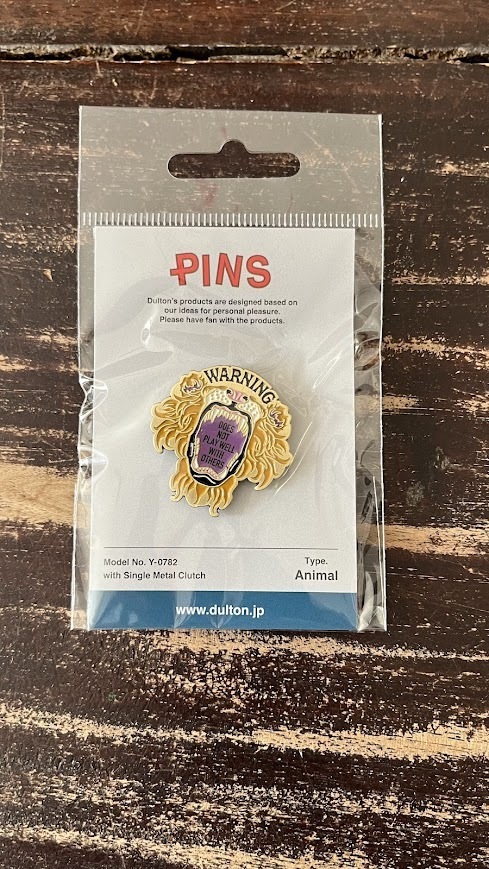 PINS
Dulton's products are designed based on
our ideas for personal pleasure.
Please have fan with the products.
WARNING
DOES
NOT
PLAY WELL
WITH
OTHERS
Model No. Y-0782
with Single Metal Clutch
Type.
Animal
www.dulton.jp